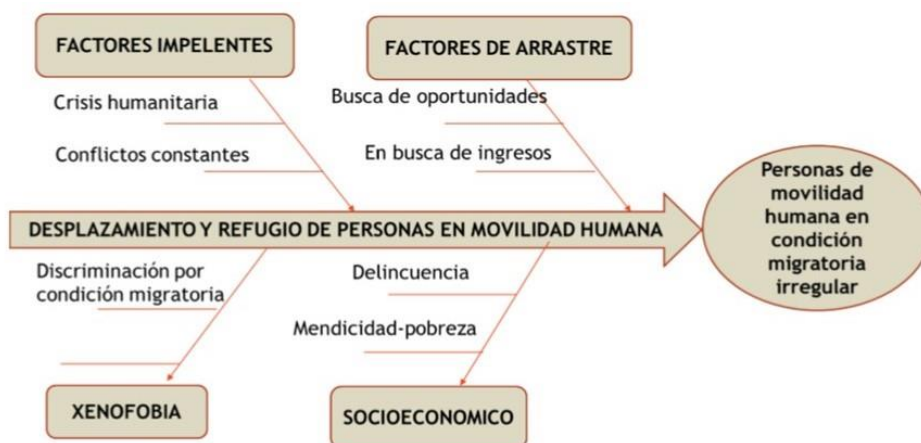 FACTORES IMPELENTES
FACTORES DE ARRASTRE
Crisis humanitaria
Conflictos constantes
Busca de oportunidades
En busca de ingresos
DESPLAZAMIENTO Y REFUGIO DE PERSONAS EN MOVILIDAD HUMANA
Personas de
movilidad
humana en
condición
migratoria
irregular
Discriminación por
condición migratoria
Delincuencia
Mendicidad-pobreza
XENOFOBIA
SOCIOECONOMICO